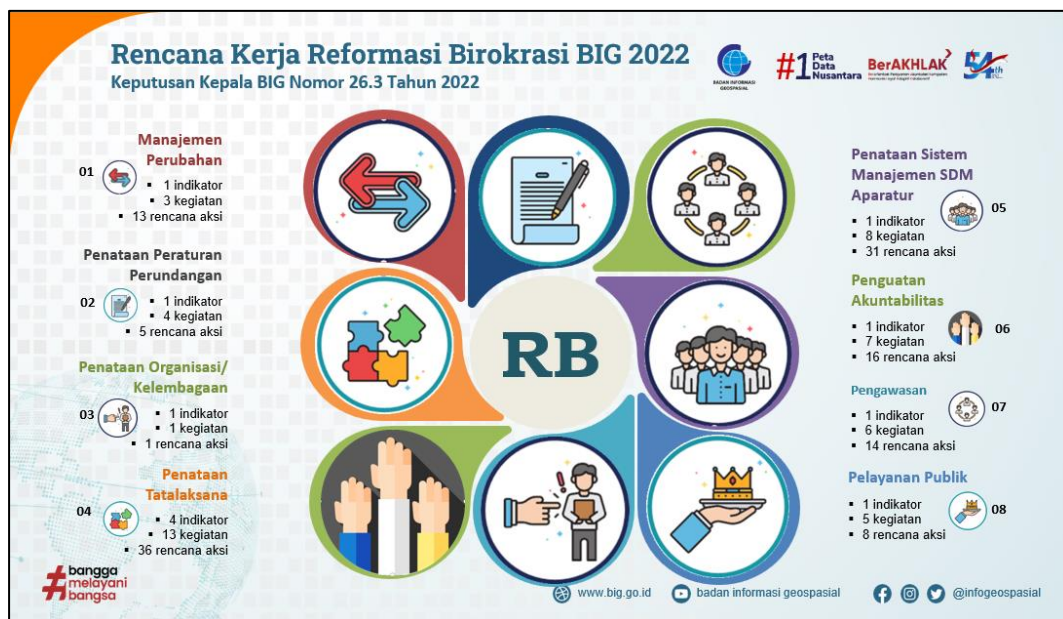 Rencana Kerja Reformasi Birokrasi BIG 2022
Keputusan Kepala BIG Nomor 26.3 Tahun 2022
BADAN INFORMASI
GEOSPASIAL
#1 Peta
Data
Nusantara
BerAKHLAK
54th
Manajemen
Perubahan
01
▪ 1 indikator
▪ 3 kegiatan
▪ 13 rencana aksi
Penataan Peraturan
Perundangan
02
▪ 1 indikator
▪ 4 kegiatan
▪ 5 rencana aksi
Penataan Organisasi/
Kelembagaan
03
▪ 1 indikator
▪ 1 kegiatan
▪ 1 rencana aksi
Penataan
Tatalaksana
04
▪ 4 indikator
▪ 13 kegiatan
▪ 36 rencana aksi
RB
Penataan Sistem
Manajemen SDM
Aparatur
05
▪ 1 indikator
▪ 8 kegiatan
▪ 31 rencana aksi
Penguatan
Akuntabilitas
06
▪ 1 indikator
▪ 7 kegiatan
▪ 16 rencana aksi
Pengawasan
07
▪ 1 indikator
▪ 6 kegiatan
▪ 14 rencana aksi
Pelayanan Publik
08
▪ 1 indikator
▪ 5 kegiatan
▪ 8 rencana aksi
# bangga
melayani
bangsa
www.big.go.id
badan informasi geospasial
@infogeospasial